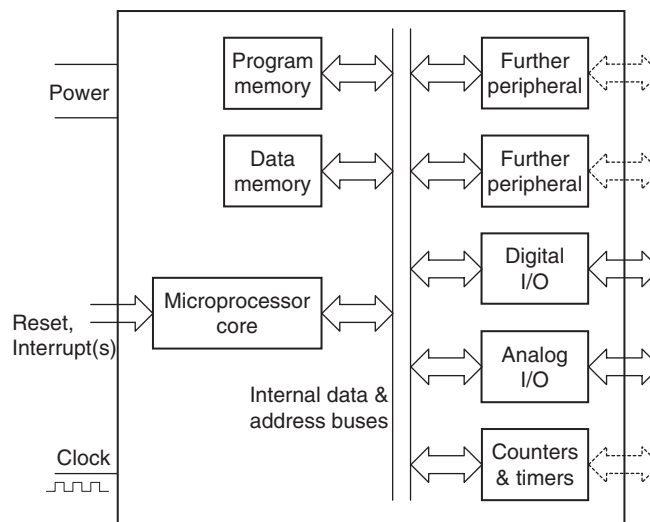 Power
Program
memory
Further
peripheral
Data
memory
Further
peripheral
Digital
I/O
Reset,
Interrupt(s)
Microprocessor
core
Analog
I/O
Internal data &
address buses
Clock
Counters
& timers